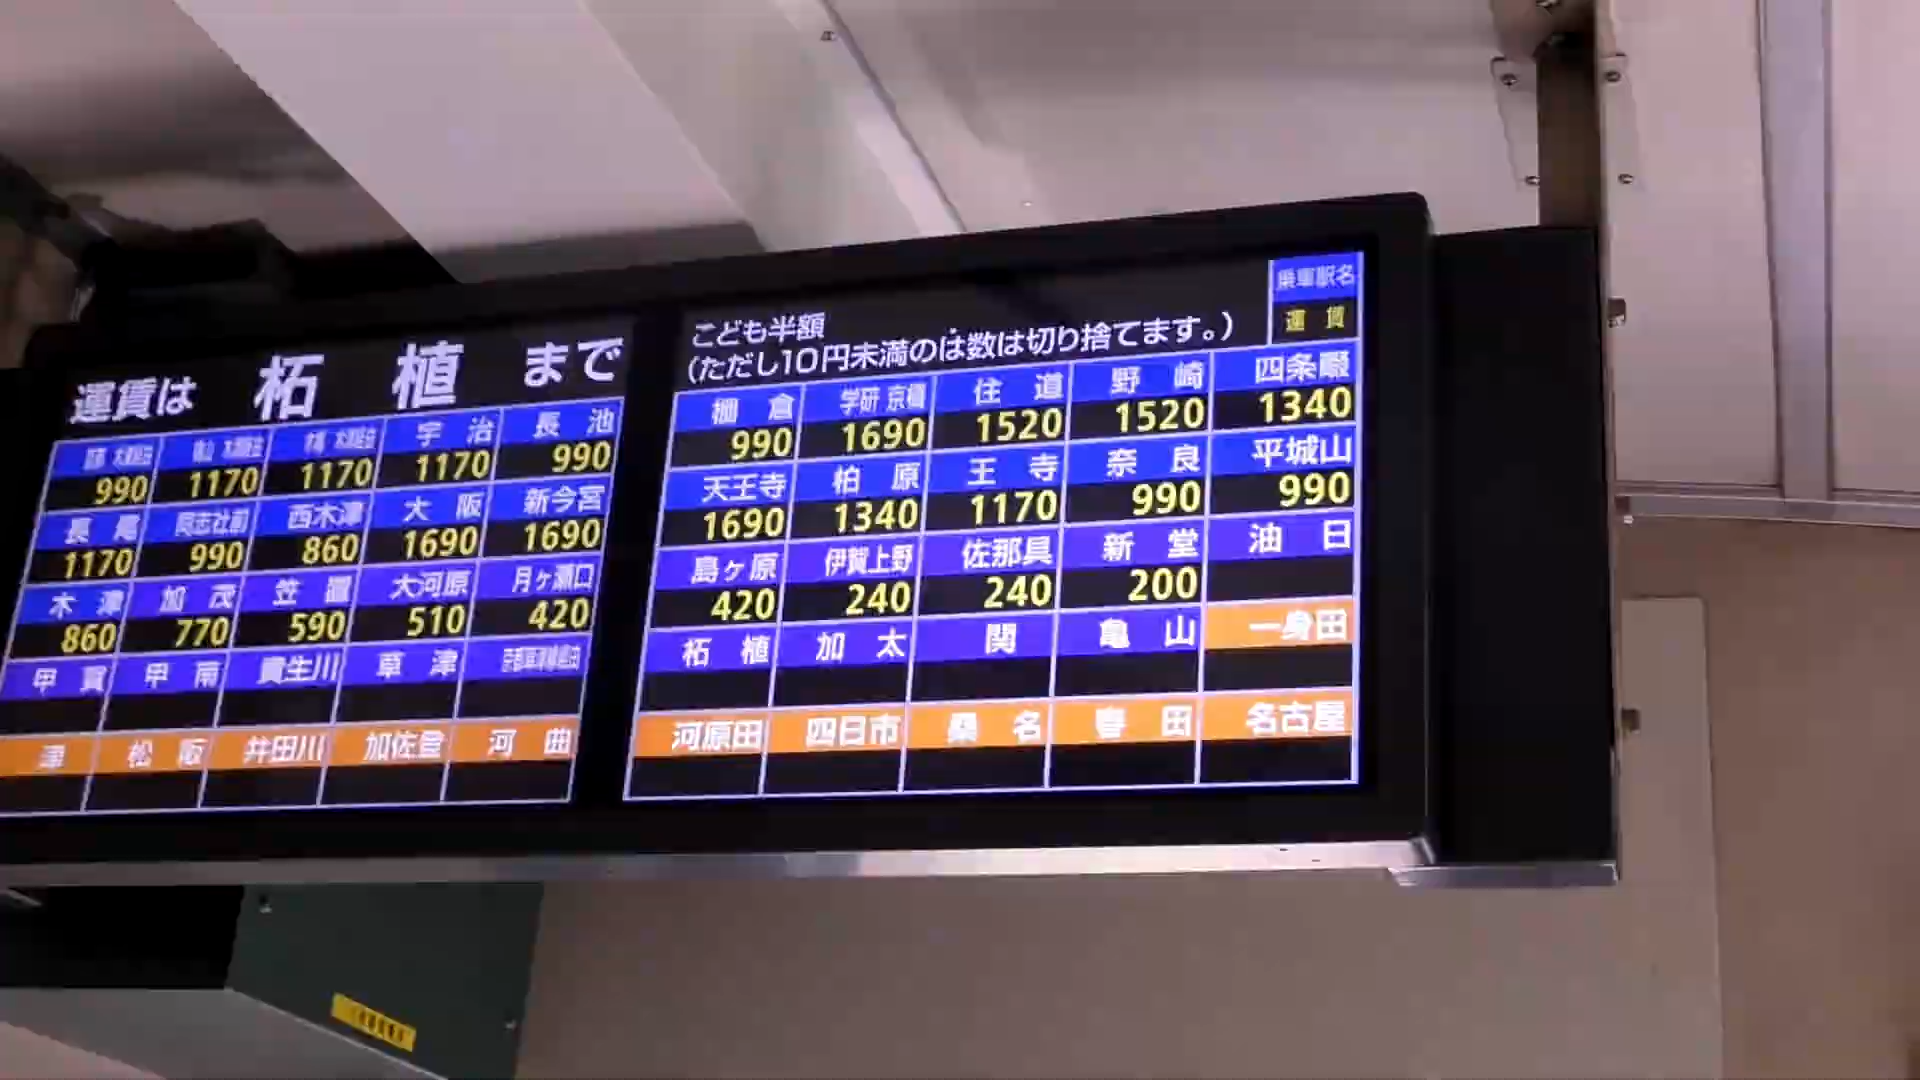 運賃は 柘植 まで
宇治 長池
990 1170 1170 1170 990
長尾 同志社前 西木津 大阪 新今宮
1170 990 860 1690 1690
木津 加茂 笠置 大河原 月ヶ瀬口
860 770 590 510 420
甲賀 甲南 貴生川 草津
津 松阪 井田川 加佐登 河曲
こども半額
(ただし10円未満のは数は切り捨てます。)
乗車駅名
運賃
棚倉 学研 京橋 住道 野崎 四条畷
990 1690 1520 1520 1340
天王寺 柏原 王寺 奈良 平城山
1690 1340 1170 990 990
島ヶ原 伊賀上野 佐那具 新堂 油日
420 240 240 200
柘植 加太 関 亀山 一身田
河原田 四日市 桑名 春田 名古屋